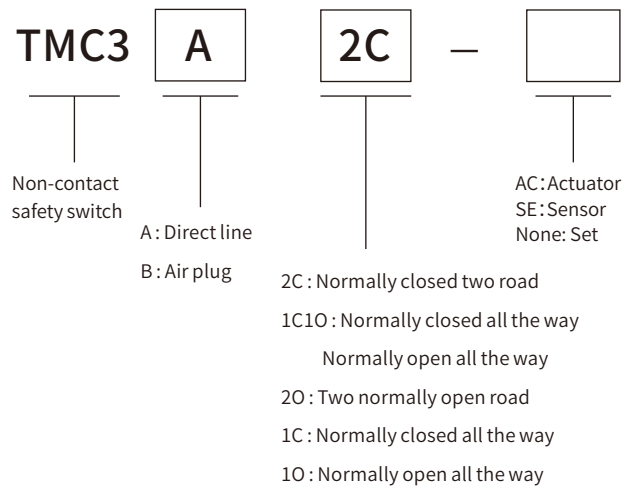 TMC3 A 2C –
Non-contact
safety switch
A : Direct line
B : Air plug
2C : Normally closed two road
1C1O : Normally closed all the way
Normally open all the way
2O : Two normally open road
1C : Normally closed all the way
1O : Normally open all the way
AC：Actuator
SE：Sensor
None: Set